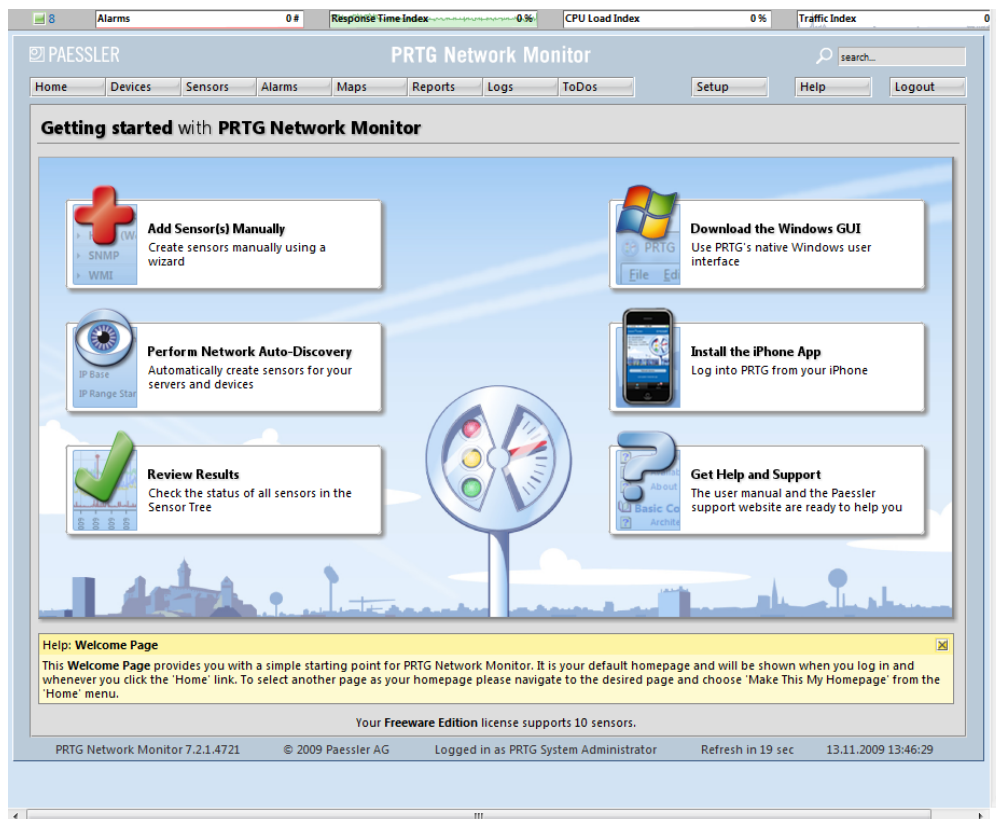 8 Alarms 0 # Response Time Index 0 % CPU Load Index 0 % Traffic Index 0
PAESSLER PRTG Network Monitor search...
Home Devices Sensors Alarms Maps Reports Logs ToDos Setup Help Logout
Getting started with PRTG Network Monitor
Add Sensor(s) Manually
Create sensors manually using a
wizard
SNMP
WMI
Download the Windows GUI
Use PRTG's native Windows user
interface
PRTG
File Edi
Perform Network Auto-Discovery
Automatically create sensors for your
servers and devices
IP Base
IP Range Star
Install the iPhone App
Log into PRTG from your iPhone
Review Results
Check the status of all sensors in the
Sensor Tree
Get Help and Support
The user manual and the Paessler
support website are ready to help you
About
Basic Co
Archite
Help: Welcome Page
This Welcome Page provides you with a simple starting point for PRTG Network Monitor. It is your default homepage and will be shown when you log in and
whenever you click the 'Home' link. To select another page as your homepage please navigate to the desired page and choose 'Make This My Homepage' from the
'Home' menu.
Your Freeware Edition license supports 10 sensors.
PRTG Network Monitor 7.2.1.4721 © 2009 Paessler AG Logged in as PRTG System Administrator Refresh in 19 sec 13.11.2009 13:46:29